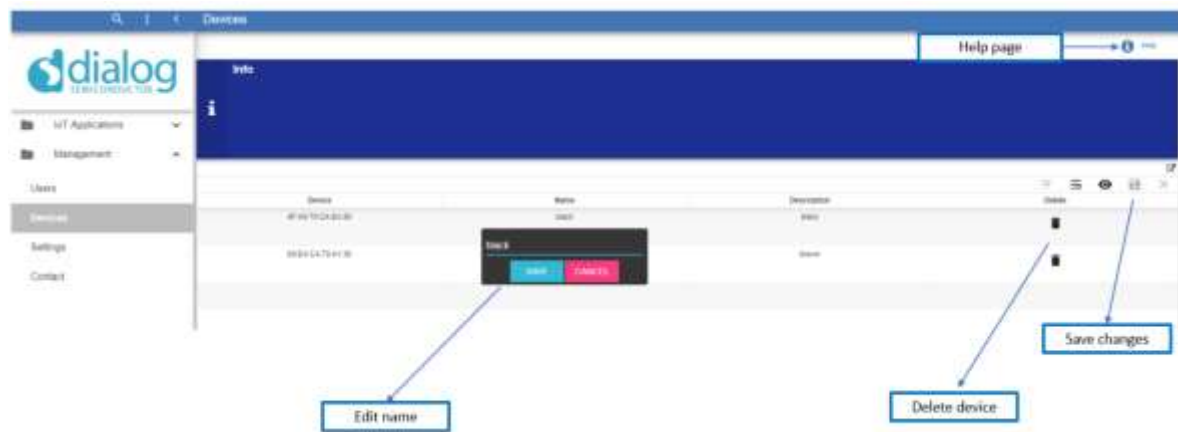 Devices
Help page
dialog
SEMICONDUCTOR
Info
i
IoT Applications
Management
Users
Devices
Settings
Contact
Device Name Description Delete
black
SAVE CANCEL
Save changes
Delete device
Edit name